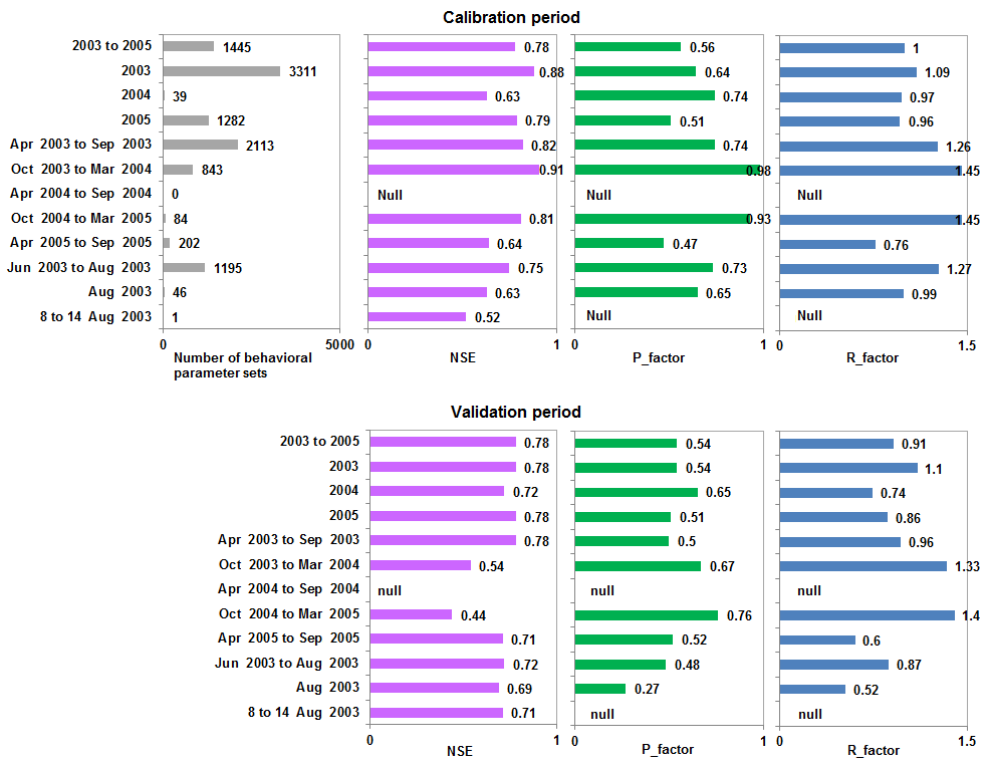 Calibration period
2003 to 2005 1445 0.78 0.56 1
2003 3311 0.88 0.64 1.09
2004 39 0.63 0.74 0.97
2005 1282 0.79 0.51 0.96
Apr 2003 to Sep 2003 2113 0.82 0.74 1.26
Oct 2003 to Mar 2004 843 0.91 0.98 1.45
Apr 2004 to Sep 2004 0 Null Null Null
Oct 2004 to Mar 2005 84 0.81 0.93 1.45
Apr 2005 to Sep 2005 202 0.64 0.47 0.76
Jun 2003 to Aug 2003 1195 0.75 0.73 1.27
Aug 2003 46 0.63 0.65 0.99
8 to 14 Aug 2003 1 0.52 Null Null
0 5000 0 1 0 1 0 1.5
Number of behavioral NSE P_factor R_factor
parameter sets
Validation period
2003 to 2005 0.78 0.54 0.91
2003 0.78 0.54 1.1
2004 0.72 0.65 0.74
2005 0.78 0.51 0.86
Apr 2003 to Sep 2003 0.78 0.5 0.96
Oct 2003 to Mar 2004 0.54 0.67 1.33
Apr 2004 to Sep 2004 null null null
Oct 2004 to Mar 2005 0.44 0.76 1.4
Apr 2005 to Sep 2005 0.71 0.52 0.6
Jun 2003 to Aug 2003 0.72 0.48 0.87
Aug 2003 0.69 0.27 0.52
8 to 14 Aug 2003 0.71 null null
0 1 0 1 0 1.5
NSE P_factor R_factor